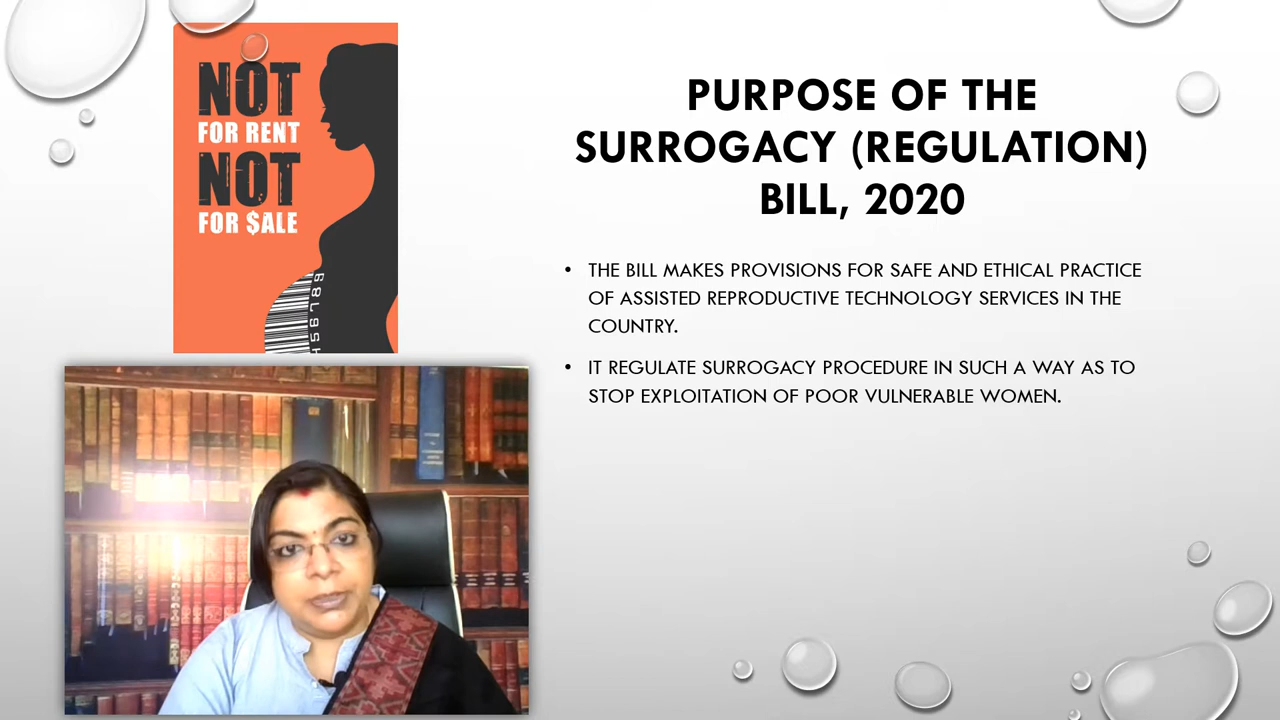 NOT
FOR RENT
NOT
FOR $ALE
PURPOSE OF THE
SURROGACY (REGULATION)
BILL, 2020
• THE BILL MAKES PROVISIONS FOR SAFE AND ETHICAL PRACTICE
OF ASSISTED REPRODUCTIVE TECHNOLOGY SERVICES IN THE
COUNTRY.
• IT REGULATE SURROGACY PROCEDURE IN SUCH A WAY AS TO
STOP EXPLOITATION OF POOR VULNERABLE WOMEN.